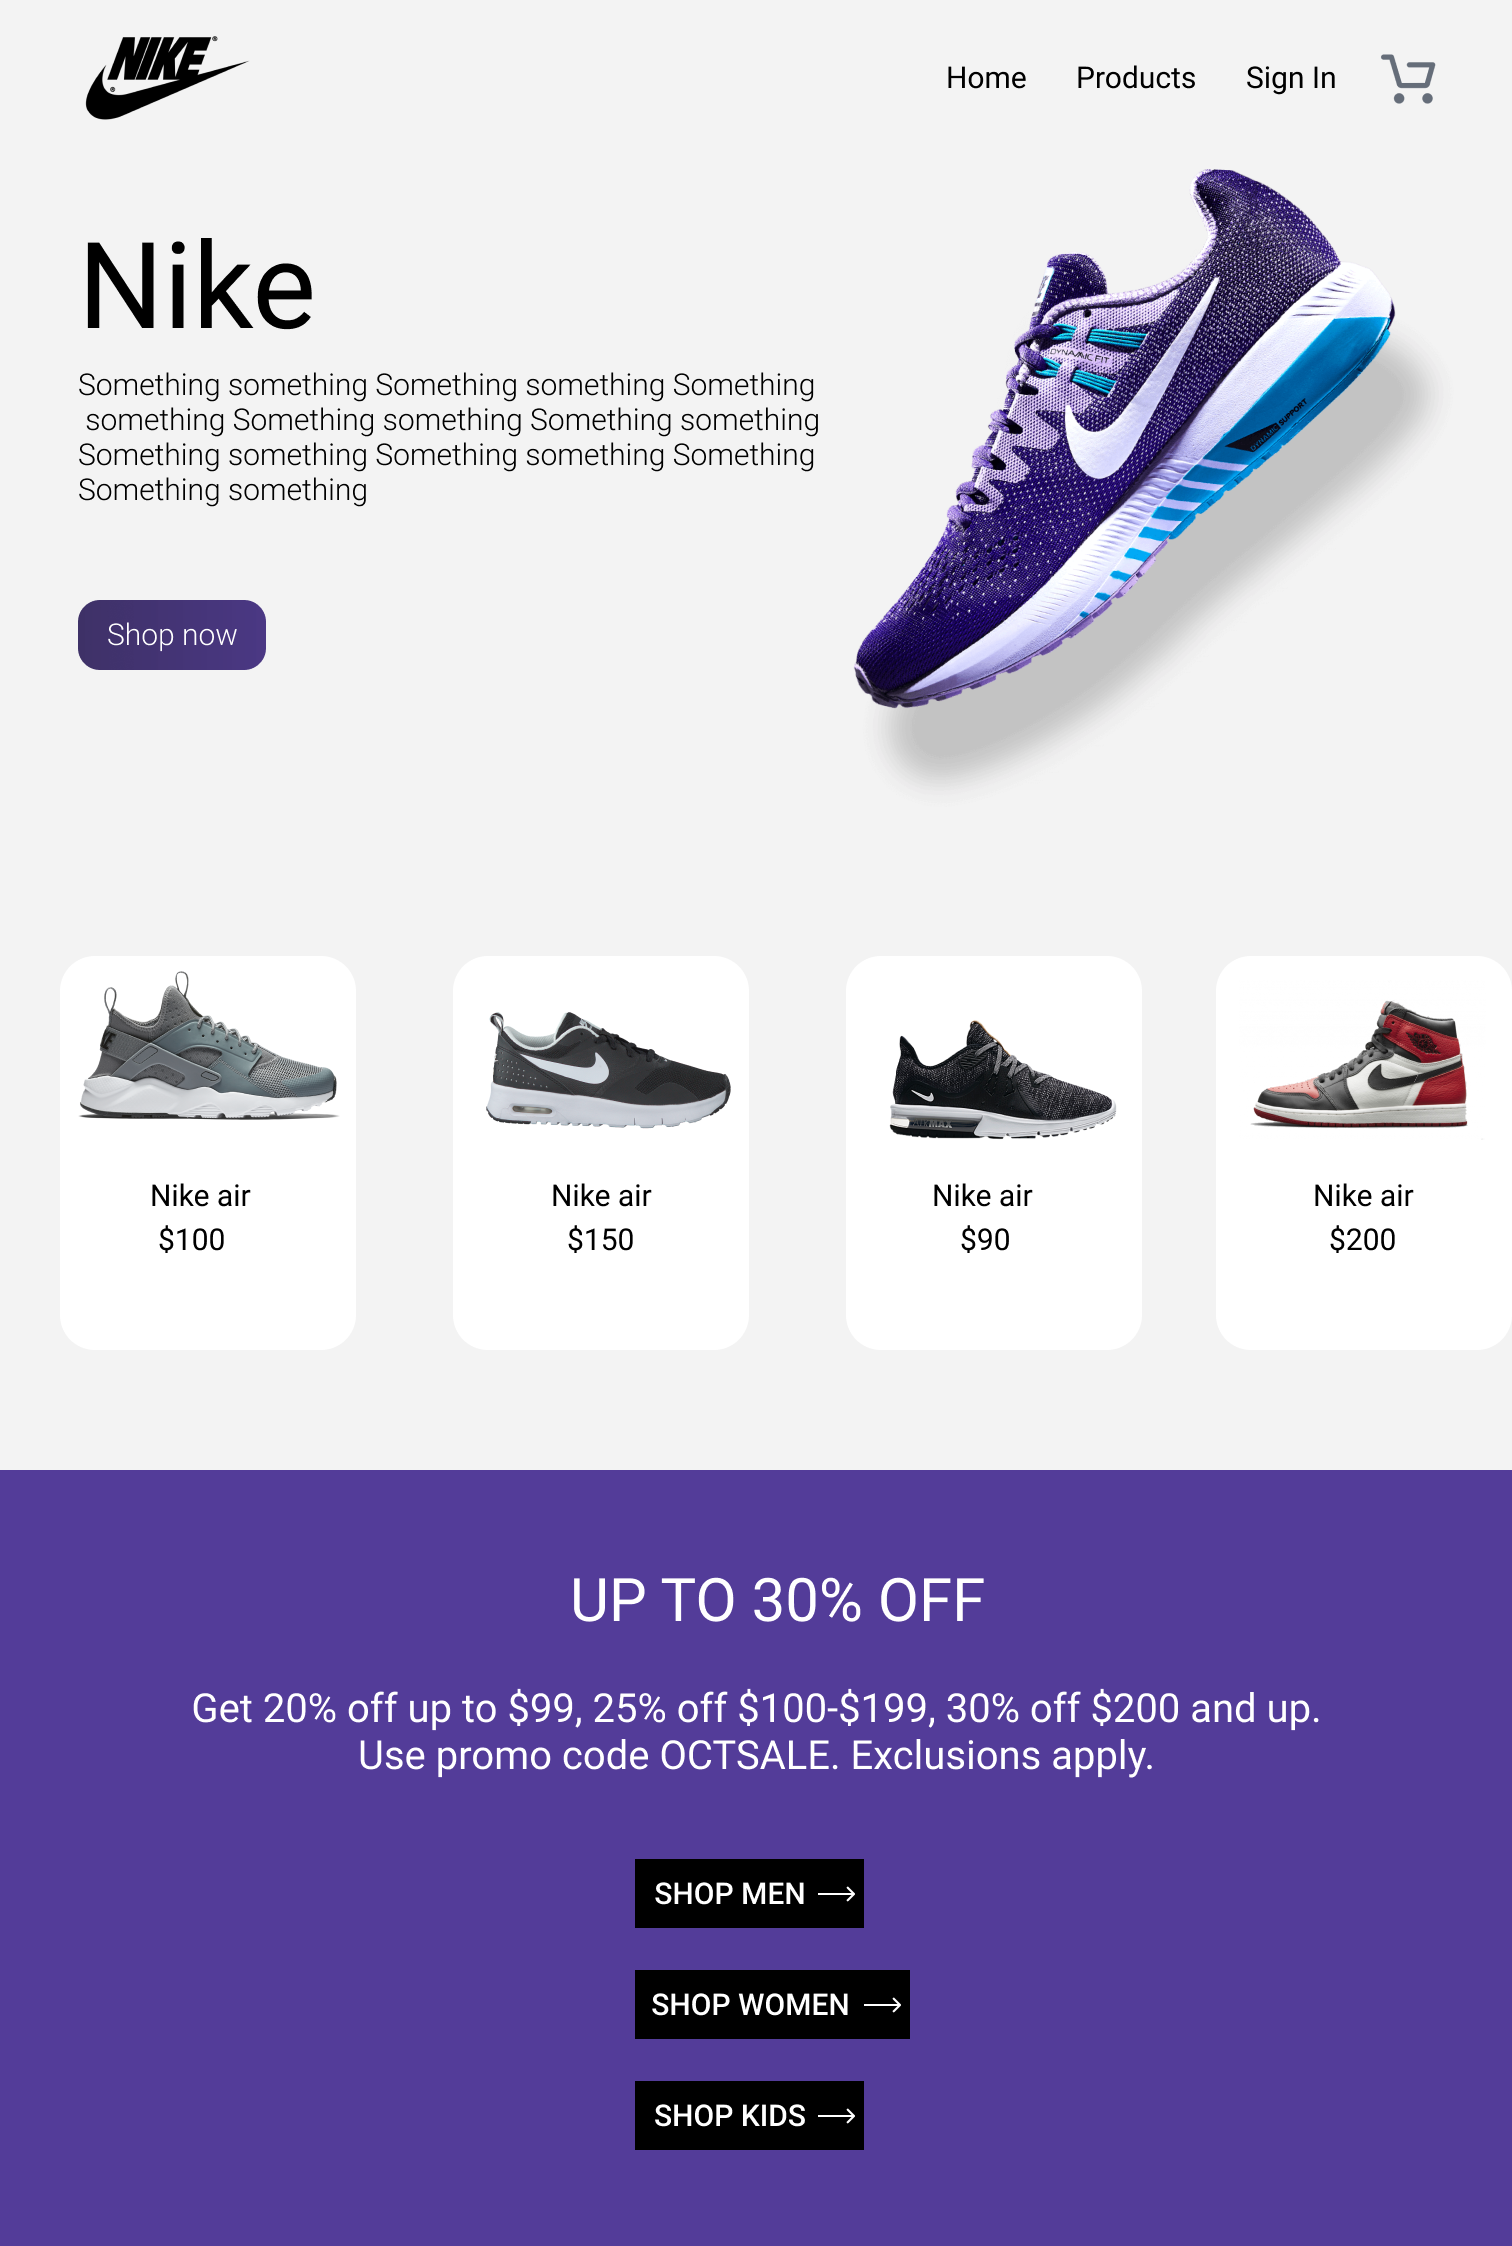 NIKE
Home Products Sign In
Nike
Something something Something something Something
something Something something Something something
Something something Something something Something
Something something
Shop now
DYNAMIC FIT
DYNAMIC SUPPORT
AIR MAX
Nike air
$100
Nike air
$150
Nike air
$90
Nike air
$200
UP TO 30% OFF
Get 20% off up to $99, 25% off $100-$199, 30% off $200 and up.
Use promo code OCTSALE. Exclusions apply.
SHOP MEN
SHOP WOMEN
SHOP KIDS